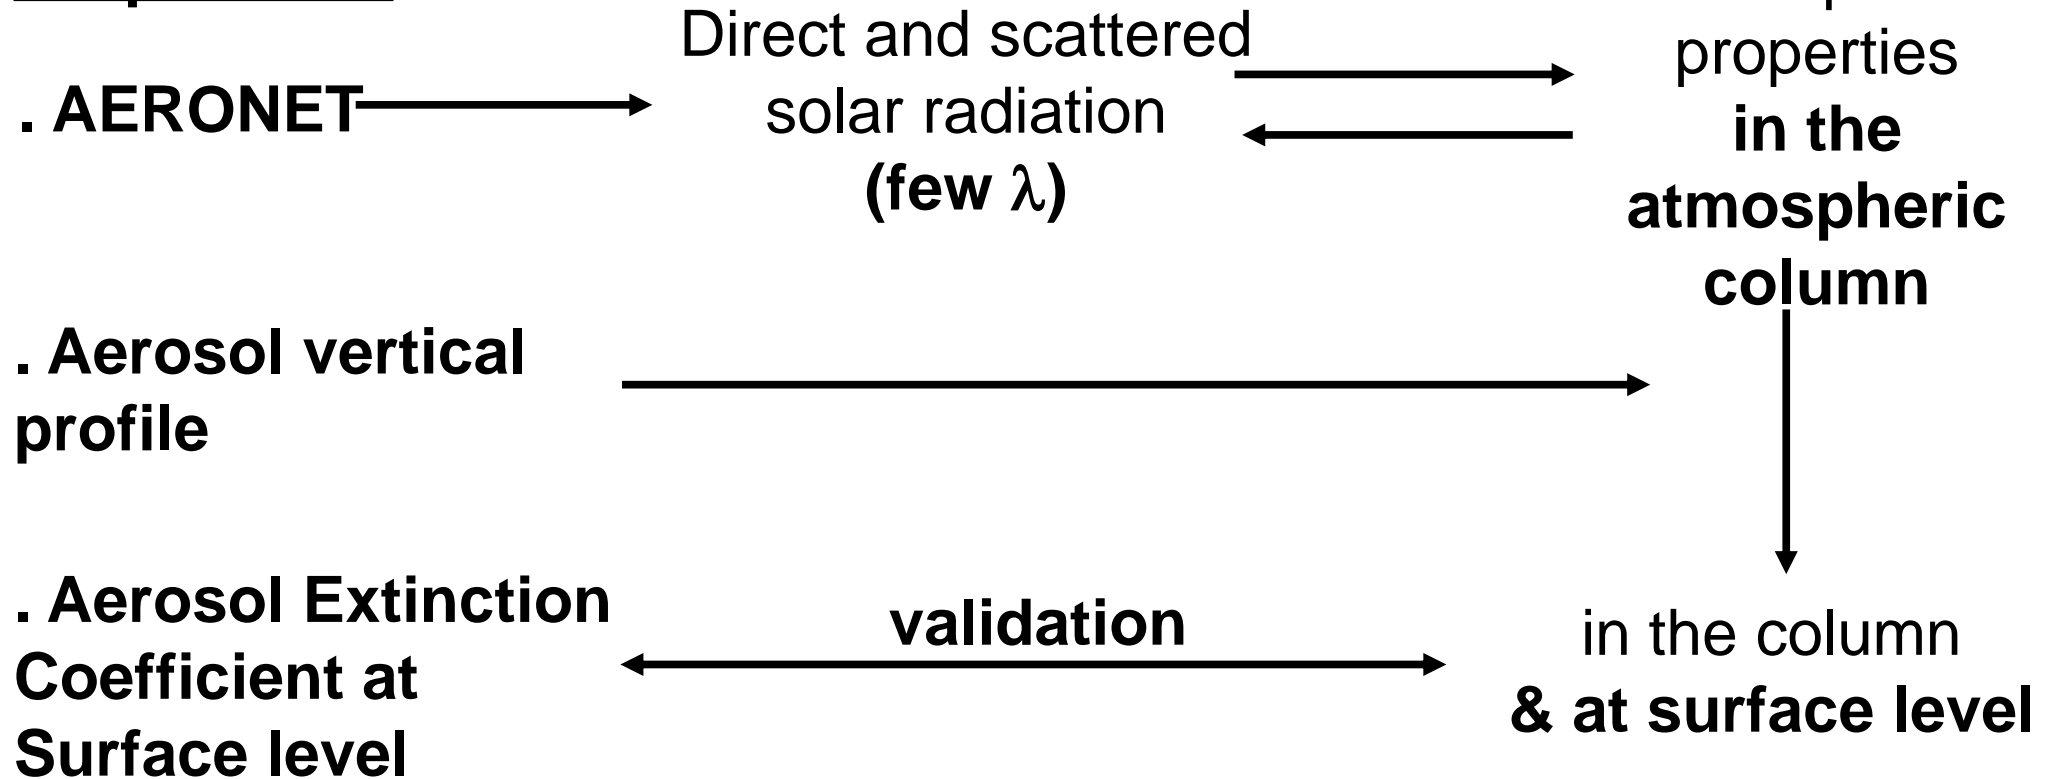 Direct and scattered
solar radiation
(few λ)
properties
in the
atmospheric
column
. AERONET
. Aerosol vertical
profile
. Aerosol Extinction
Coefficient at
Surface level
validation
in the column
& at surface level